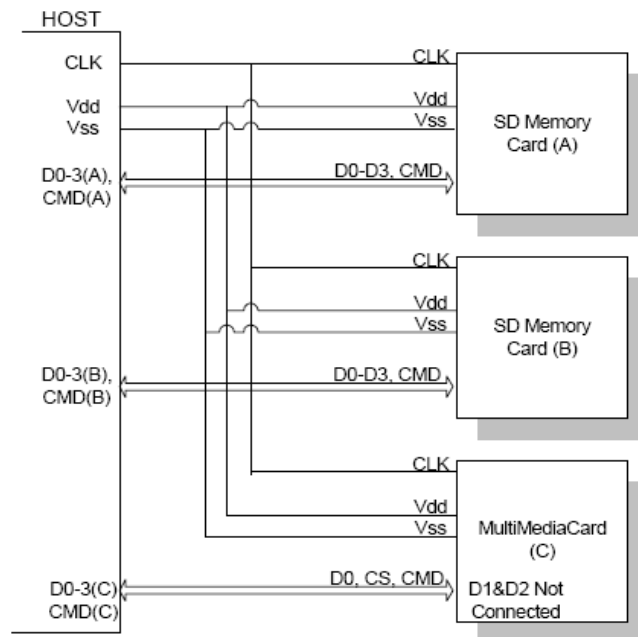 HOST
CLK
CLK
Vdd
Vdd
Vss
Vss
SD Memory
Card (A)
D0-3(A),
CMD(A)
D0-D3, CMD
CLK
Vdd
Vss
SD Memory
Card (B)
D0-3(B),
CMD(B)
D0-D3, CMD
CLK
Vdd
Vss
MultiMediaCard
(C)
D0-3(C)
CMD(C)
D0, CS, CMD
D1&D2 Not
Connected